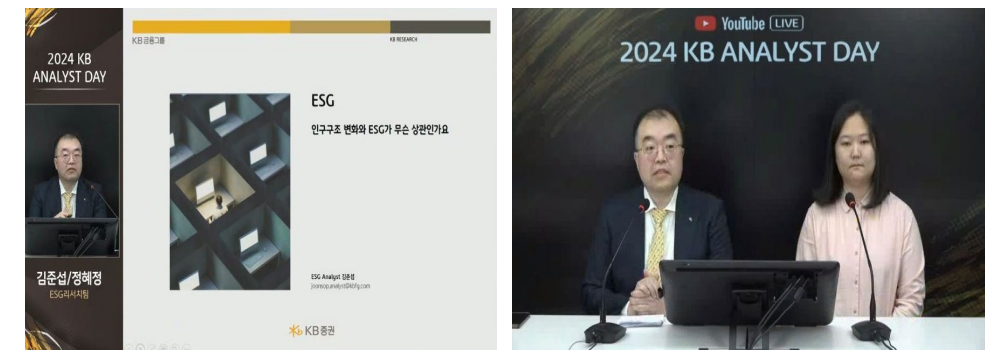 2024 KB
ANALYST DAY
김준섭/정혜정
ESG리서치팀
KB금융그룹
KB RESEARCH
ESG
인구구조 변화와 ESG가 무슨 상관인가요
ESG Analyst 김준섭
joonsop.analyst@kbfg.com
KB증권
YouTube LIVE
2024 KB ANALYST DAY